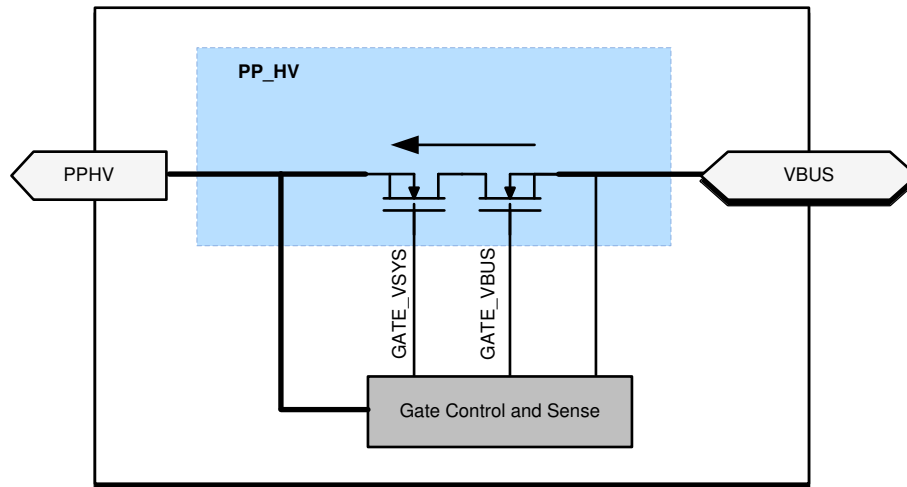 PP_HV
PPHV
VBUS
GATE_VSYS
GATE_VBUS
Gate Control and Sense